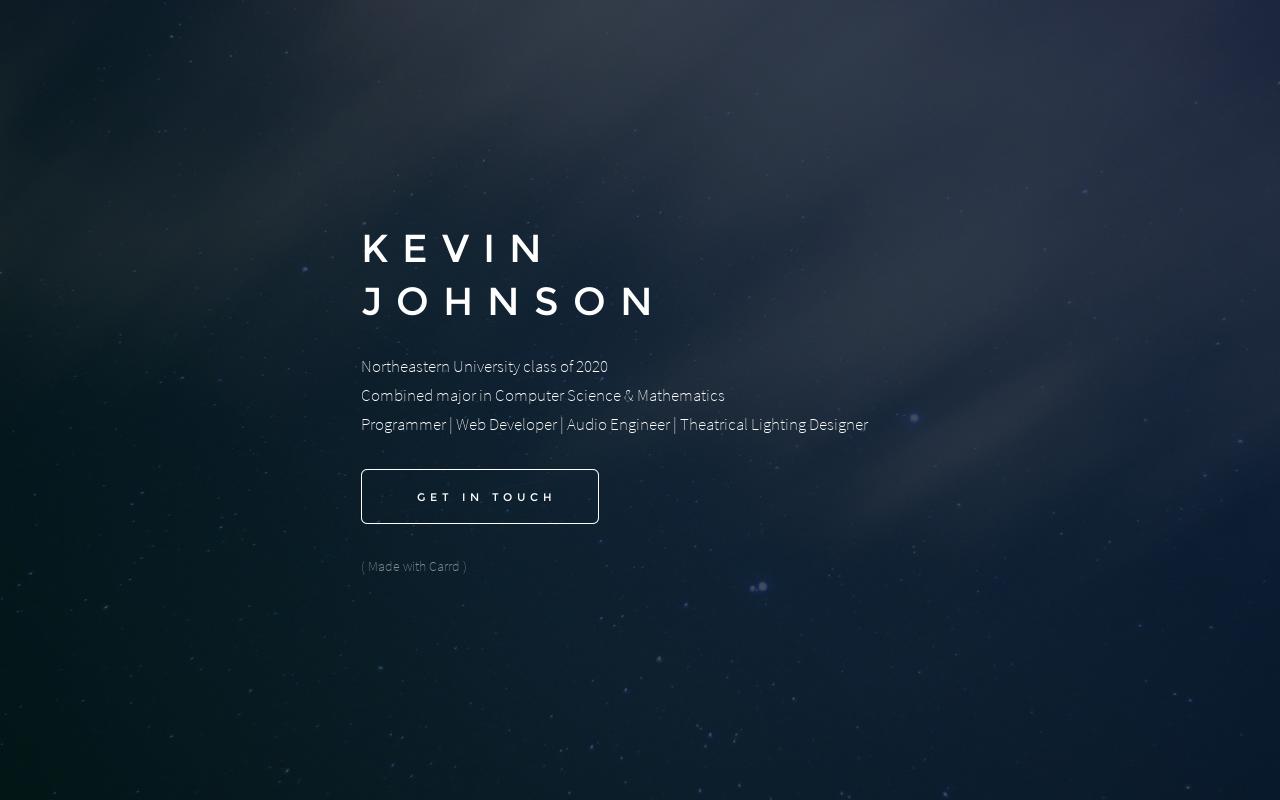 KEVIN
JOHNSON
Northeastern University class of 2020
Combined major in Computer Science & Mathematics
Programmer | Web Developer | Audio Engineer | Theatrical Lighting Designer
GET IN TOUCH
( Made with Carrd )